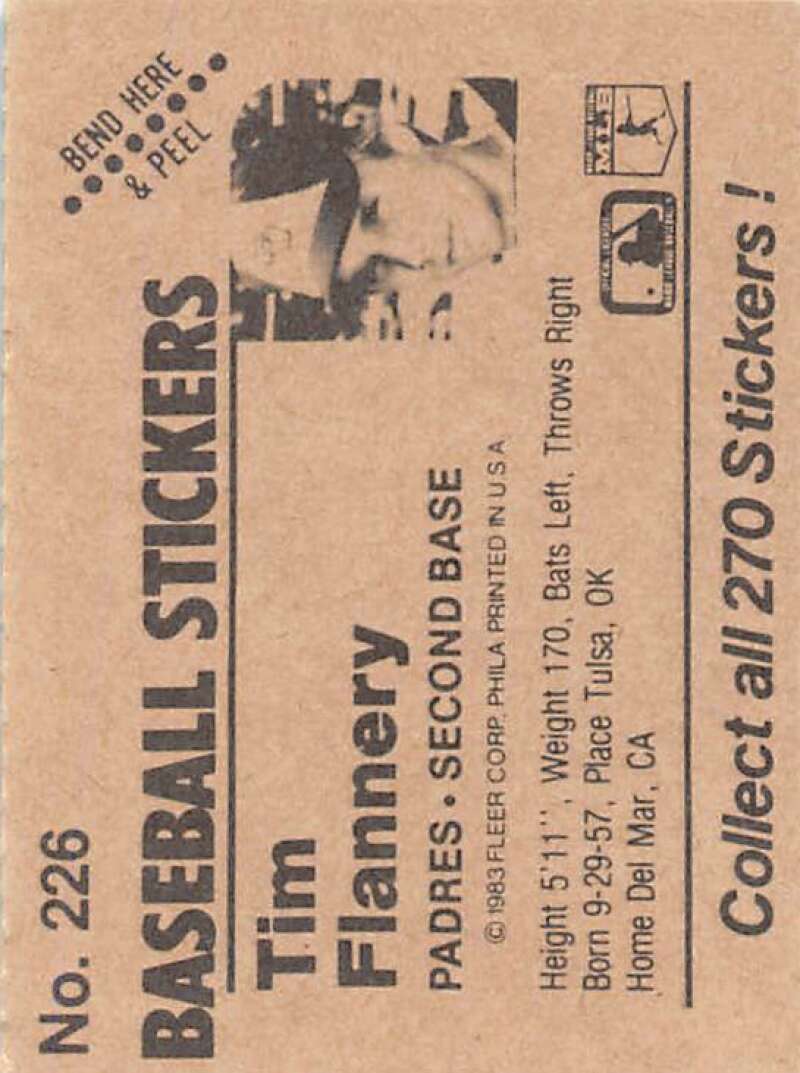 No. 226
BEND HERE
& PEEL
BASEBALL STICKERS
Tim
Flannery
PADRES • SECOND BASE
© 1983 FLEER CORP. PHILA PRINTED IN U S A
Height 5'11'', Weight 170, Bats Left, Throws Right
Born 9-29-57, Place Tulsa, OK
Home Del Mar, CA
Collect all 270 Stickers!